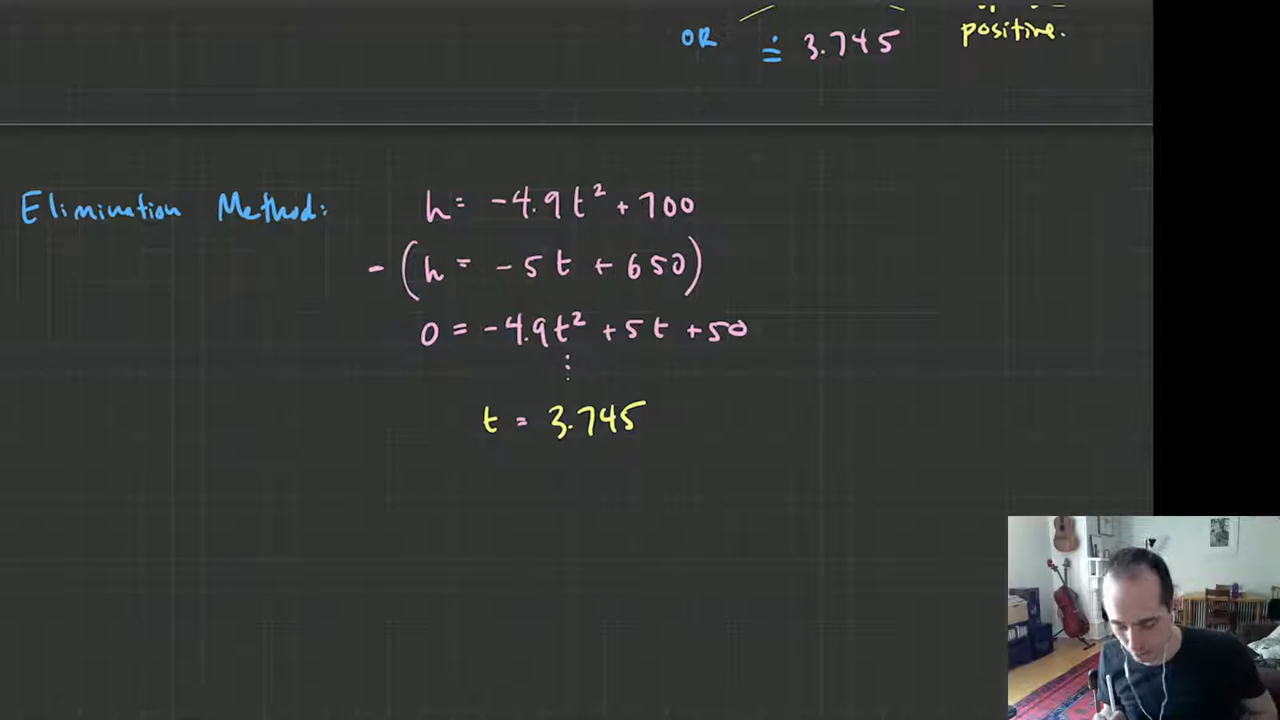 OR ≐ 3.745
positive.
Elimination Method:
h = -4.9t² + 700
- (h = -5t + 650)
0 = -4.9t² + 5t + 50
⋮
t = 3.745